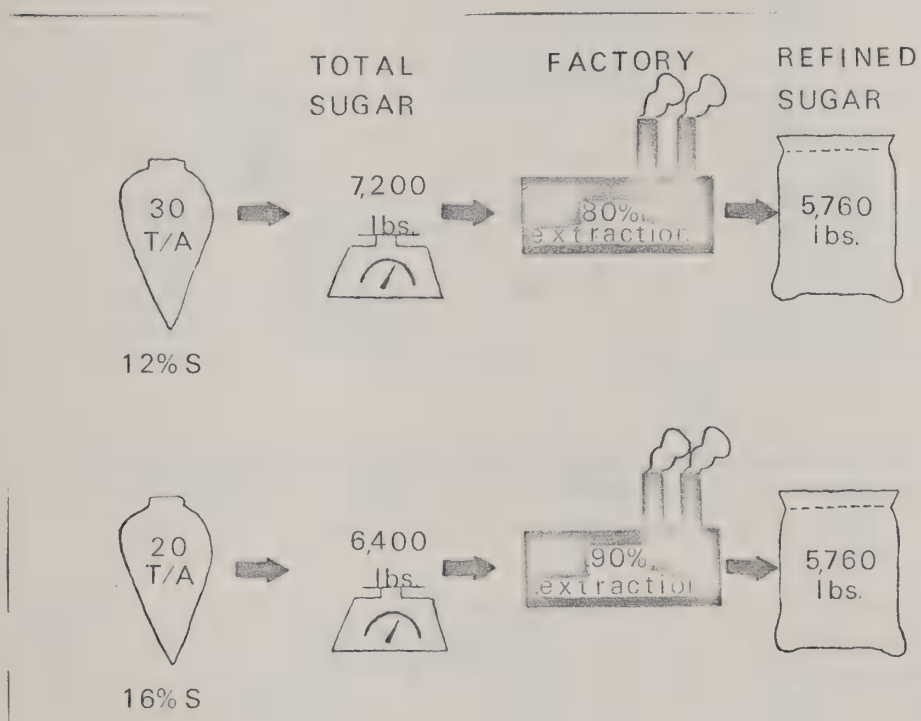 TOTAL SUGAR
FACTORY
REFINED SUGAR
30 T/A
12% S
7,200 lbs.
80% extraction
5,760 lbs.
20 T/A
16% S
6,400 lbs.
90% extraction
5,760 lbs.